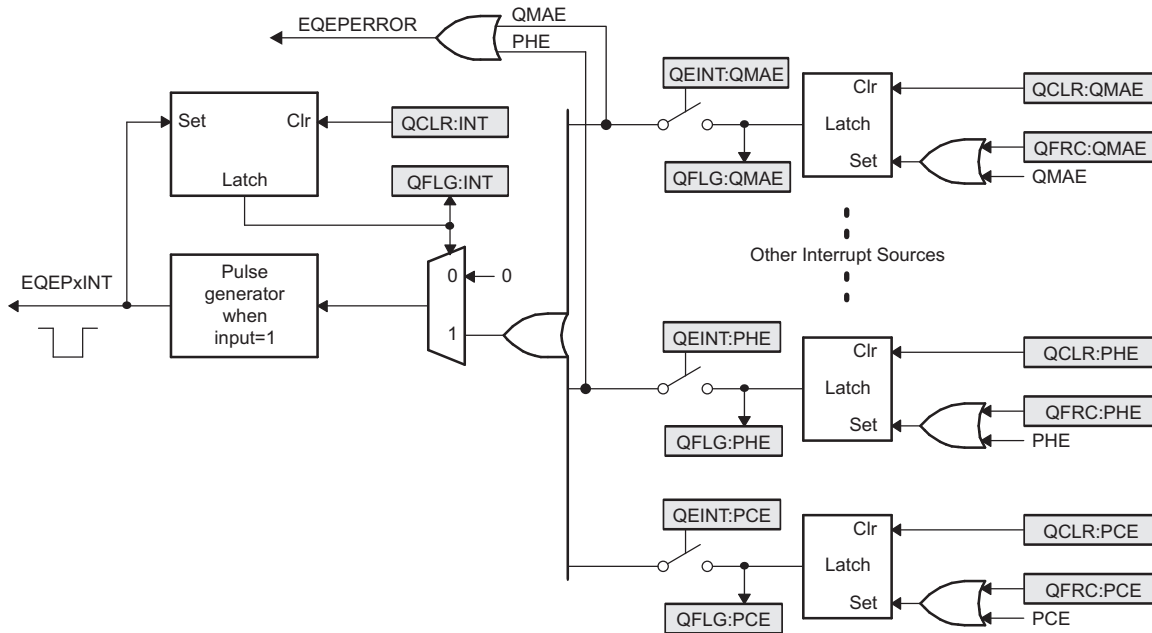 EQEPERROR
QMAE
PHE
Set
Clr
Latch
QCLR:INT
QFLG:INT
EQEPxINT
Pulse
generator
when
input=1
0
0
1
QEINT:QMAE
QFLG:QMAE
Clr
Latch
Set
QCLR:QMAE
QFRC:QMAE
QMAE
Other Interrupt Sources
QEINT:PHE
QFLG:PHE
Clr
Latch
Set
QCLR:PHE
QFRC:PHE
PHE
QEINT:PCE
QFLG:PCE
Clr
Latch
Set
QCLR:PCE
QFRC:PCE
PCE